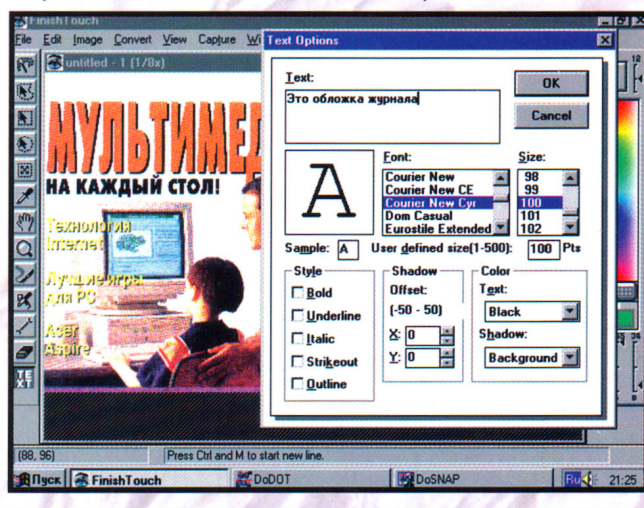 FinishTouch
File Edit Image Convert View Capture
untitled - 1 (1/8x)
МУЛЬТИМЕД
НА КАЖДЫЙ СТОЛ!
Технология
Internet
Лучшие игры
для PC
Acer
Aspire
TE
XT
Text Options
Text:
Это обложка журнала
OK
Cancel
A
Font:
Courier New
Courier New CE
Courier New Cyr
Dom Casual
Eurostile Extended
Size:
98
99
100
101
102
Sample: A User defined size(1-500): 100 Pts
Style
Bold
Underline
Italic
Strikeout
Outline
Shadow
Offset:
(-50 - 50)
X: 0
Y: 0
Color
Text:
Black
Shadow:
Background
(88, 96) Press Ctrl and M to start new line.
Пуск FinishTouch DoDOT DoSNAP Ru 21:25